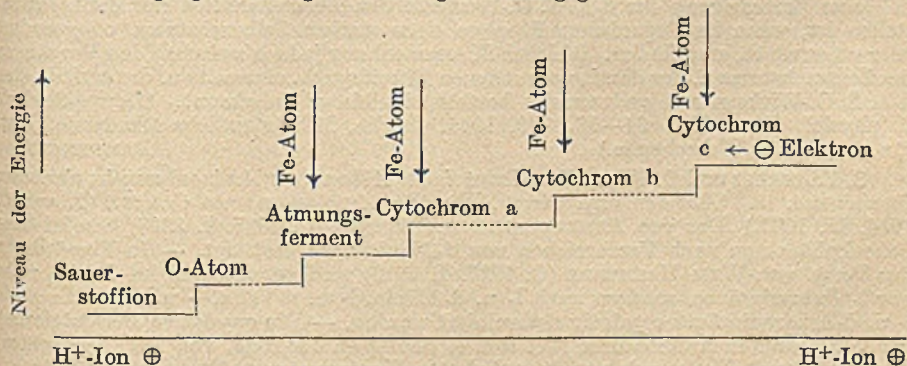 Niveau der Energie
Fe-Atom
Fe-Atom
Fe-Atom
Fe-Atom
Cytochrom
c ← ⊖ Elektron
Cytochrom b
Cytochrom a
Atmungs-
ferment
O-Atom
Sauer-
stoffion
H⁺-Ion ⊕
H⁺-Ion ⊕